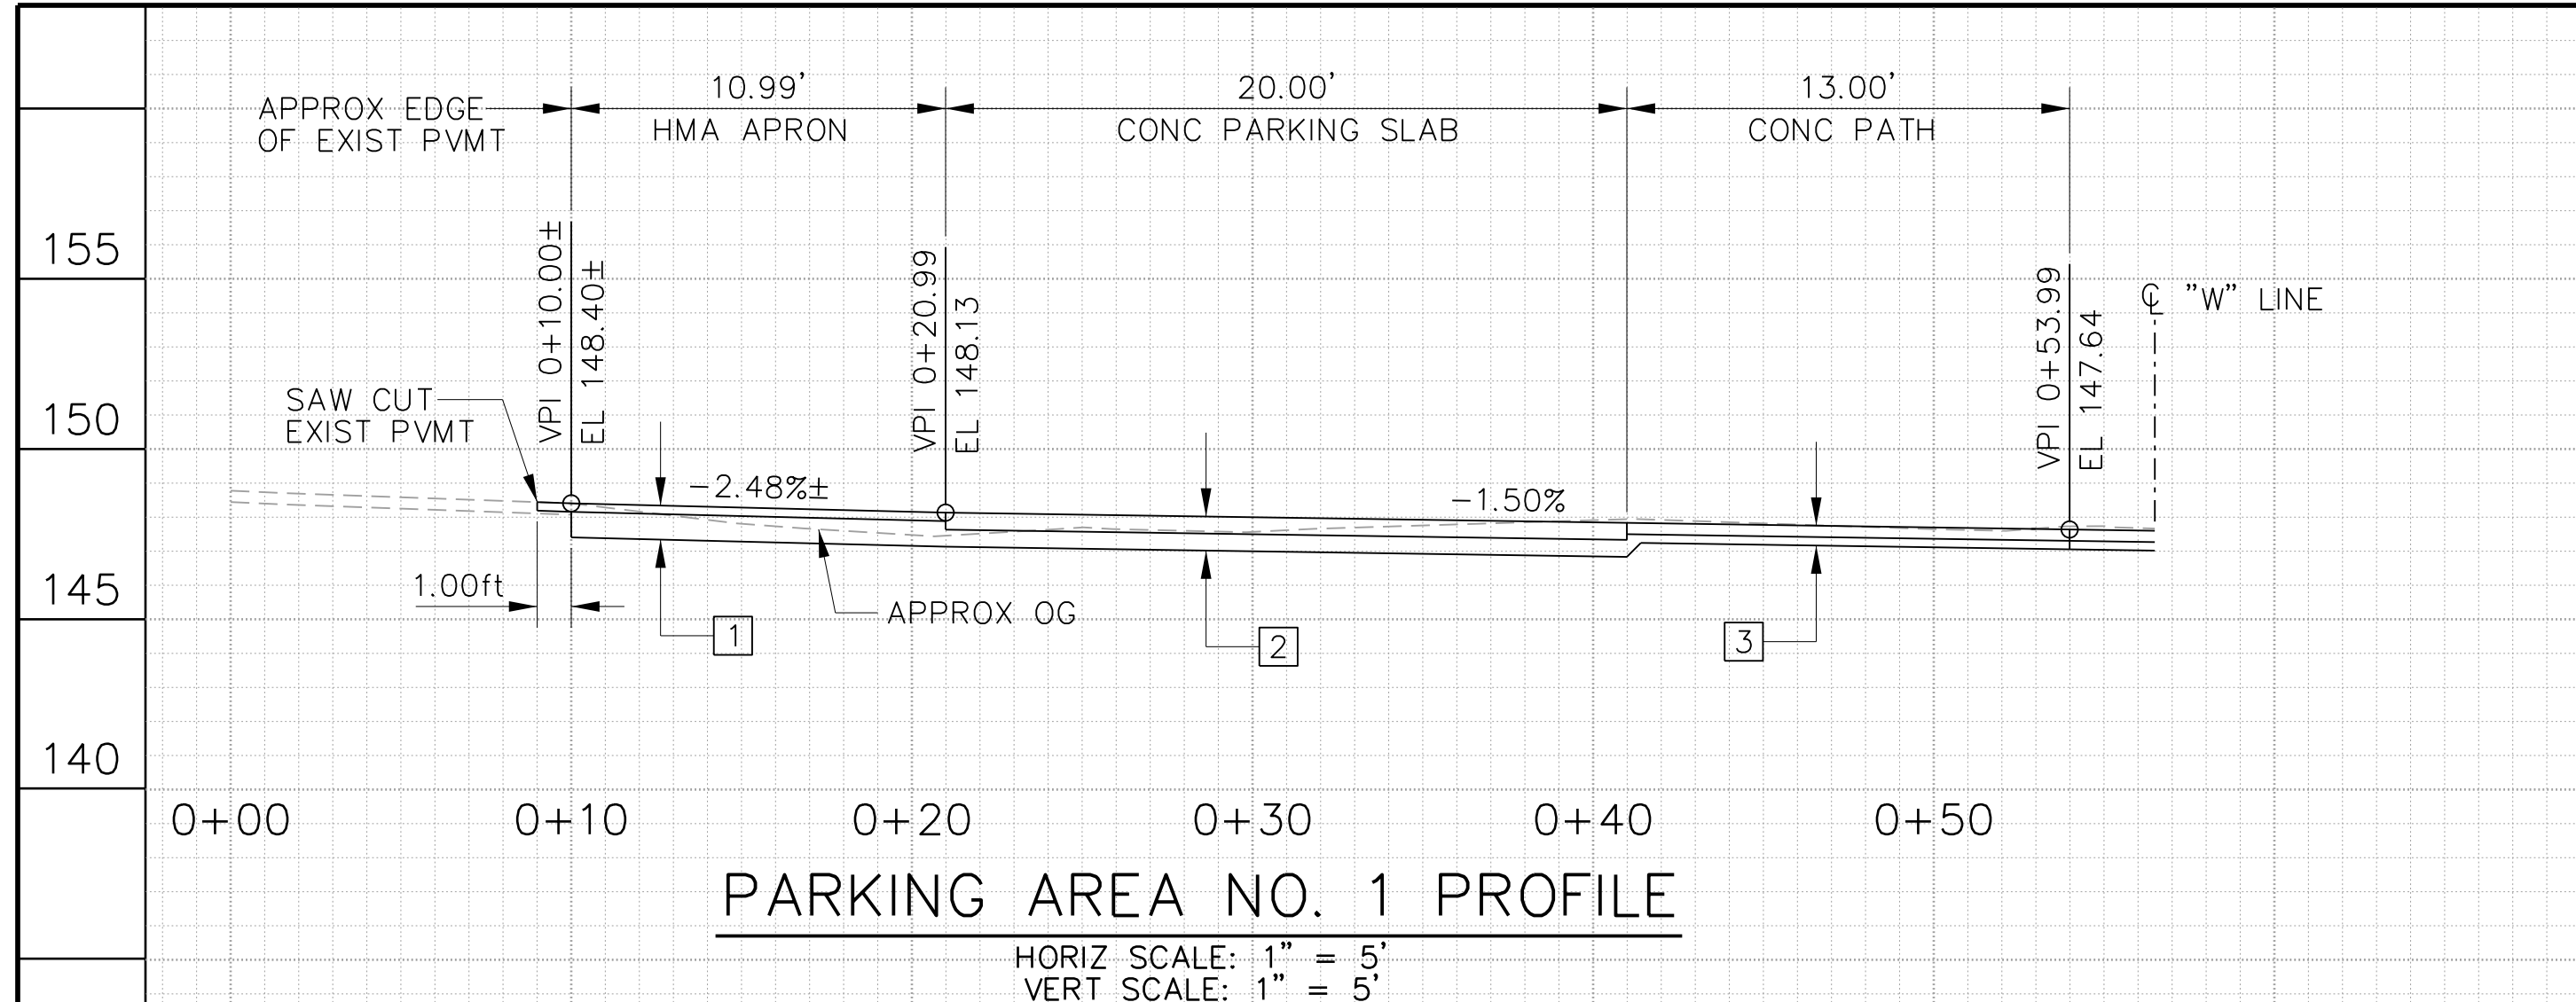 10.99'
20.00'
13.00'
APPROX EDGE
OF EXIST PVMT
HMA APRON
CONC PARKING SLAB
CONC PATH
155
VPI 0+10.00±
EL 148.40±
VPI 0+20.99
EL 148.13
VPI 0+53.99
EL 147.64
℄ "W" LINE
150
SAW CUT
EXIST PVMT
-2.48%±
-1.50%
145
1.00ft
APPROX OG
1
2
3
140
0+00
0+10
0+20
0+30
0+40
0+50
PARKING AREA NO. 1 PROFILE
HORIZ SCALE: 1" = 5'
VERT SCALE: 1" = 5'